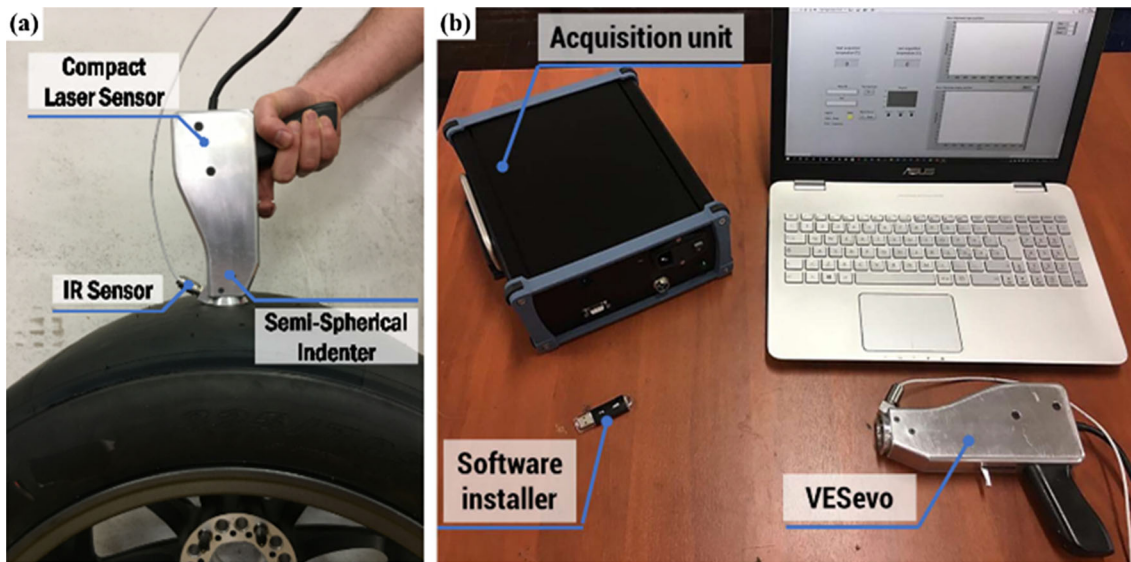 (a)
Compact
Laser Sensor
IR Sensor
Semi-Spherical
Indenter
(b)
Acquisition unit
ASUS
Software
installer
VESevo